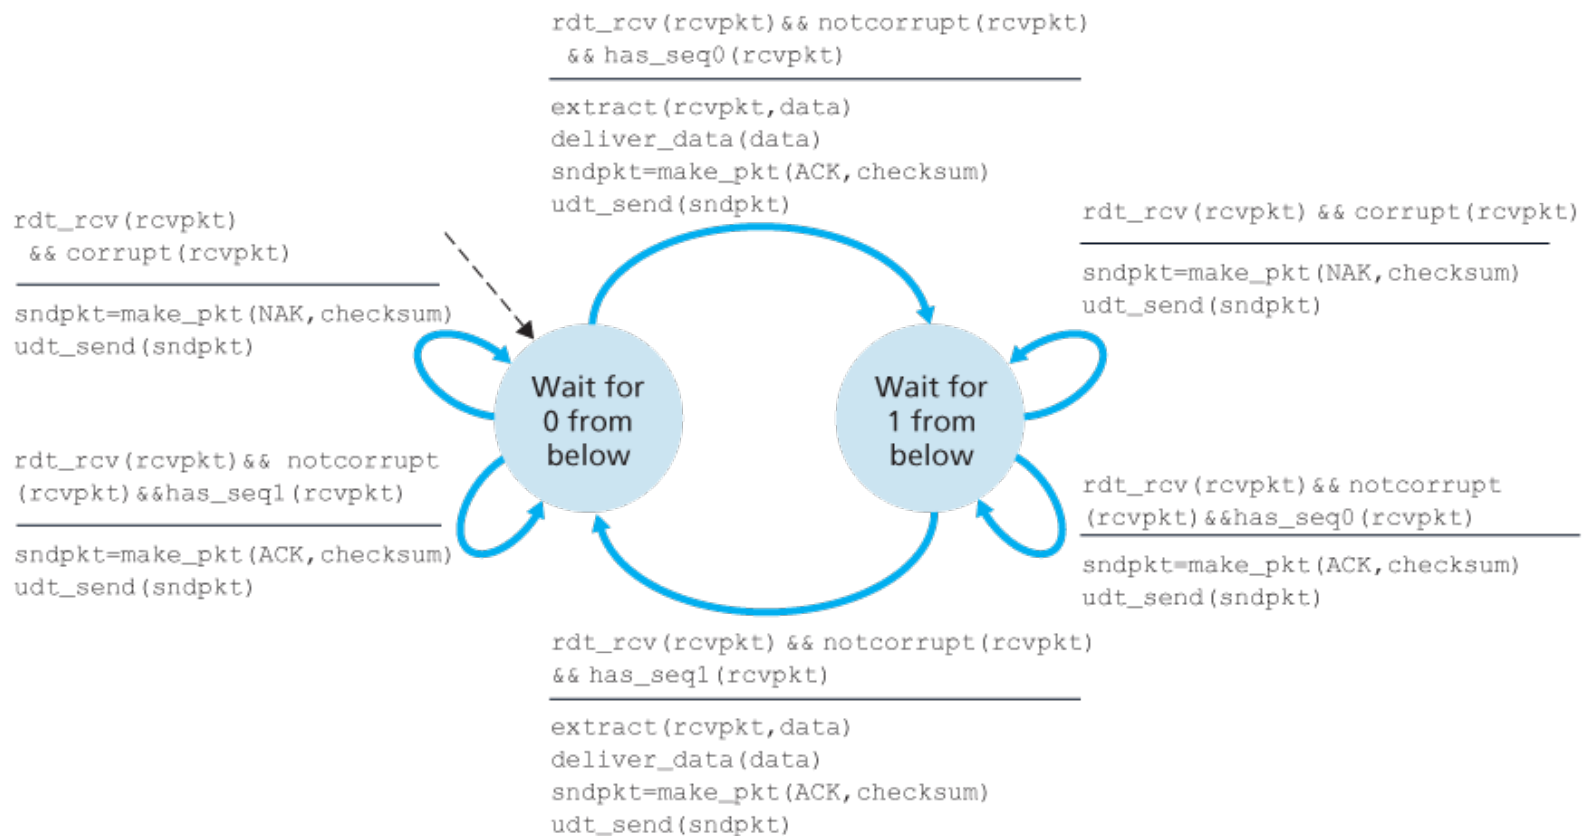 rdt_rcv(rcvpkt)&& notcorrupt(rcvpkt)
&& has_seq0(rcvpkt)
extract(rcvpkt,data)
deliver_data(data)
sndpkt=make_pkt(ACK,checksum)
udt_send(sndpkt)
rdt_rcv(rcvpkt)
&& corrupt(rcvpkt)
sndpkt=make_pkt(NAK,checksum)
udt_send(sndpkt)
rdt_rcv(rcvpkt) && corrupt(rcvpkt)
sndpkt=make_pkt(NAK,checksum)
udt_send(sndpkt)
Wait for
0 from
below
Wait for
1 from
below
rdt_rcv(rcvpkt)&& notcorrupt
(rcvpkt)&&has_seq1(rcvpkt)
sndpkt=make_pkt(ACK,checksum)
udt_send(sndpkt)
rdt_rcv(rcvpkt)&& notcorrupt
(rcvpkt)&&has_seq0(rcvpkt)
sndpkt=make_pkt(ACK,checksum)
udt_send(sndpkt)
rdt_rcv(rcvpkt) && notcorrupt(rcvpkt)
&& has_seq1(rcvpkt)
extract(rcvpkt,data)
deliver_data(data)
sndpkt=make_pkt(ACK,checksum)
udt_send(sndpkt)